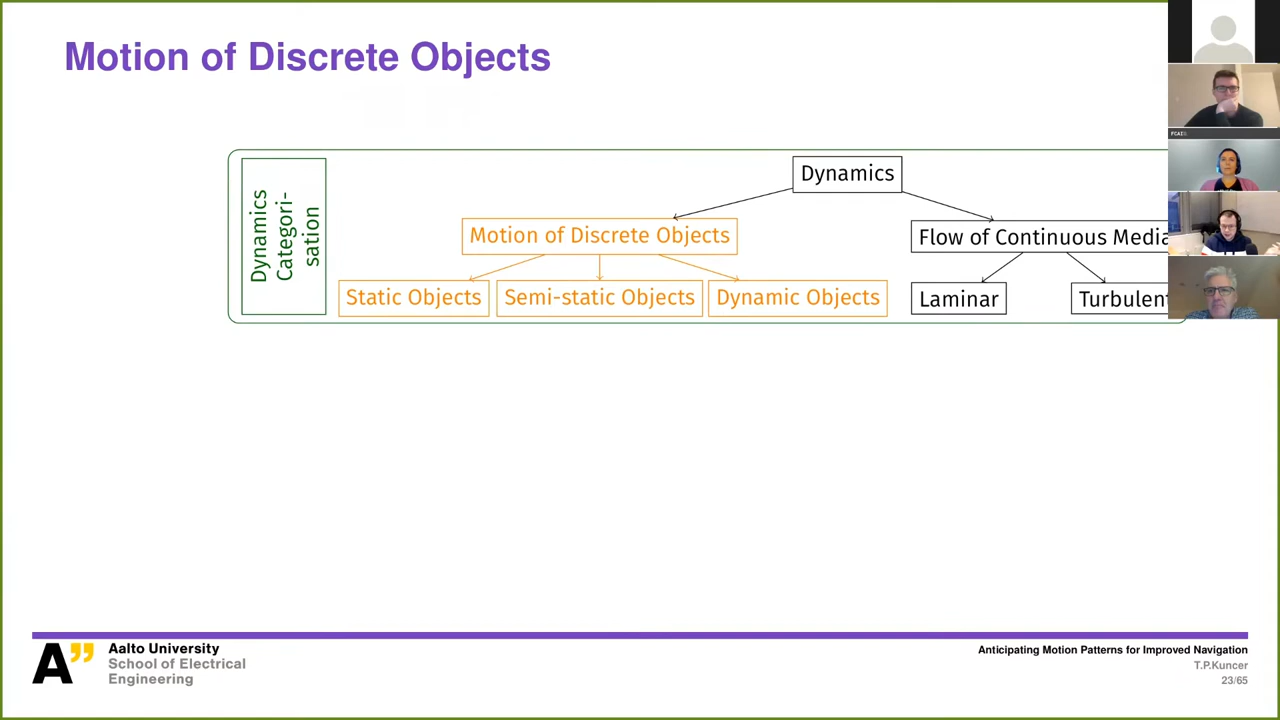 Motion of Discrete Objects
Dynamics
Categori-
sation
Dynamics
Motion of Discrete Objects
Flow of Continuous Media
Static Objects
Semi-static Objects
Dynamic Objects
Laminar
Turbulent
FCAI
Aalto University
School of Electrical
Engineering
Anticipating Motion Patterns for Improved Navigation
T.P.Kuncer
23/65